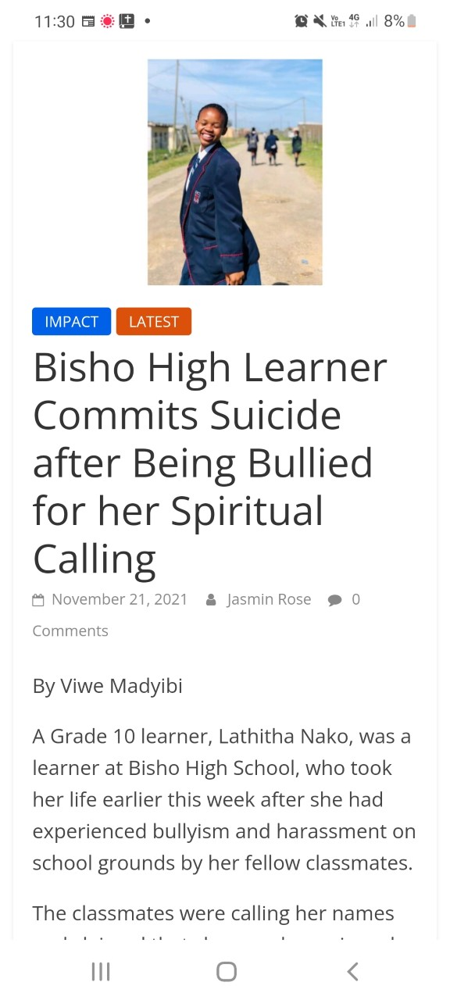 11:30
Vo LTE1 4G 8%
IMPACT LATEST
Bisho High Learner
Commits Suicide
after Being Bullied
for her Spiritual
Calling
November 21, 2021 Jasmin Rose 0
Comments
By Viwe Madyibi
A Grade 10 learner, Lathitha Nako, was a
learner at Bisho High School, who took
her life earlier this week after she had
experienced bullyism and harassment on
school grounds by her fellow classmates.
The classmates were calling her names